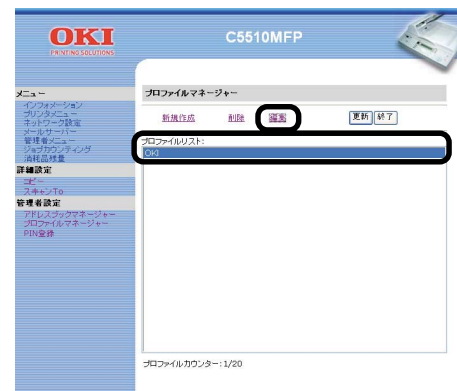 OKI
PRINTING SOLUTIONS
C5510MFP
メニュー
インフォメーション
プリンタメニュー
ネットワーク設定
メールサーバー
管理者メニュー
ジョブカウンティング
消耗品残量
詳細設定
コピー
スキャンTo
管理者設定
アドレスブックマネージャー
プロファイルマネージャー
PIN登録
プロファイルマネージャー
新規作成 削除 編集 更新 終了
プロファイルリスト:
OKI
プロファイルカウンター:1/20